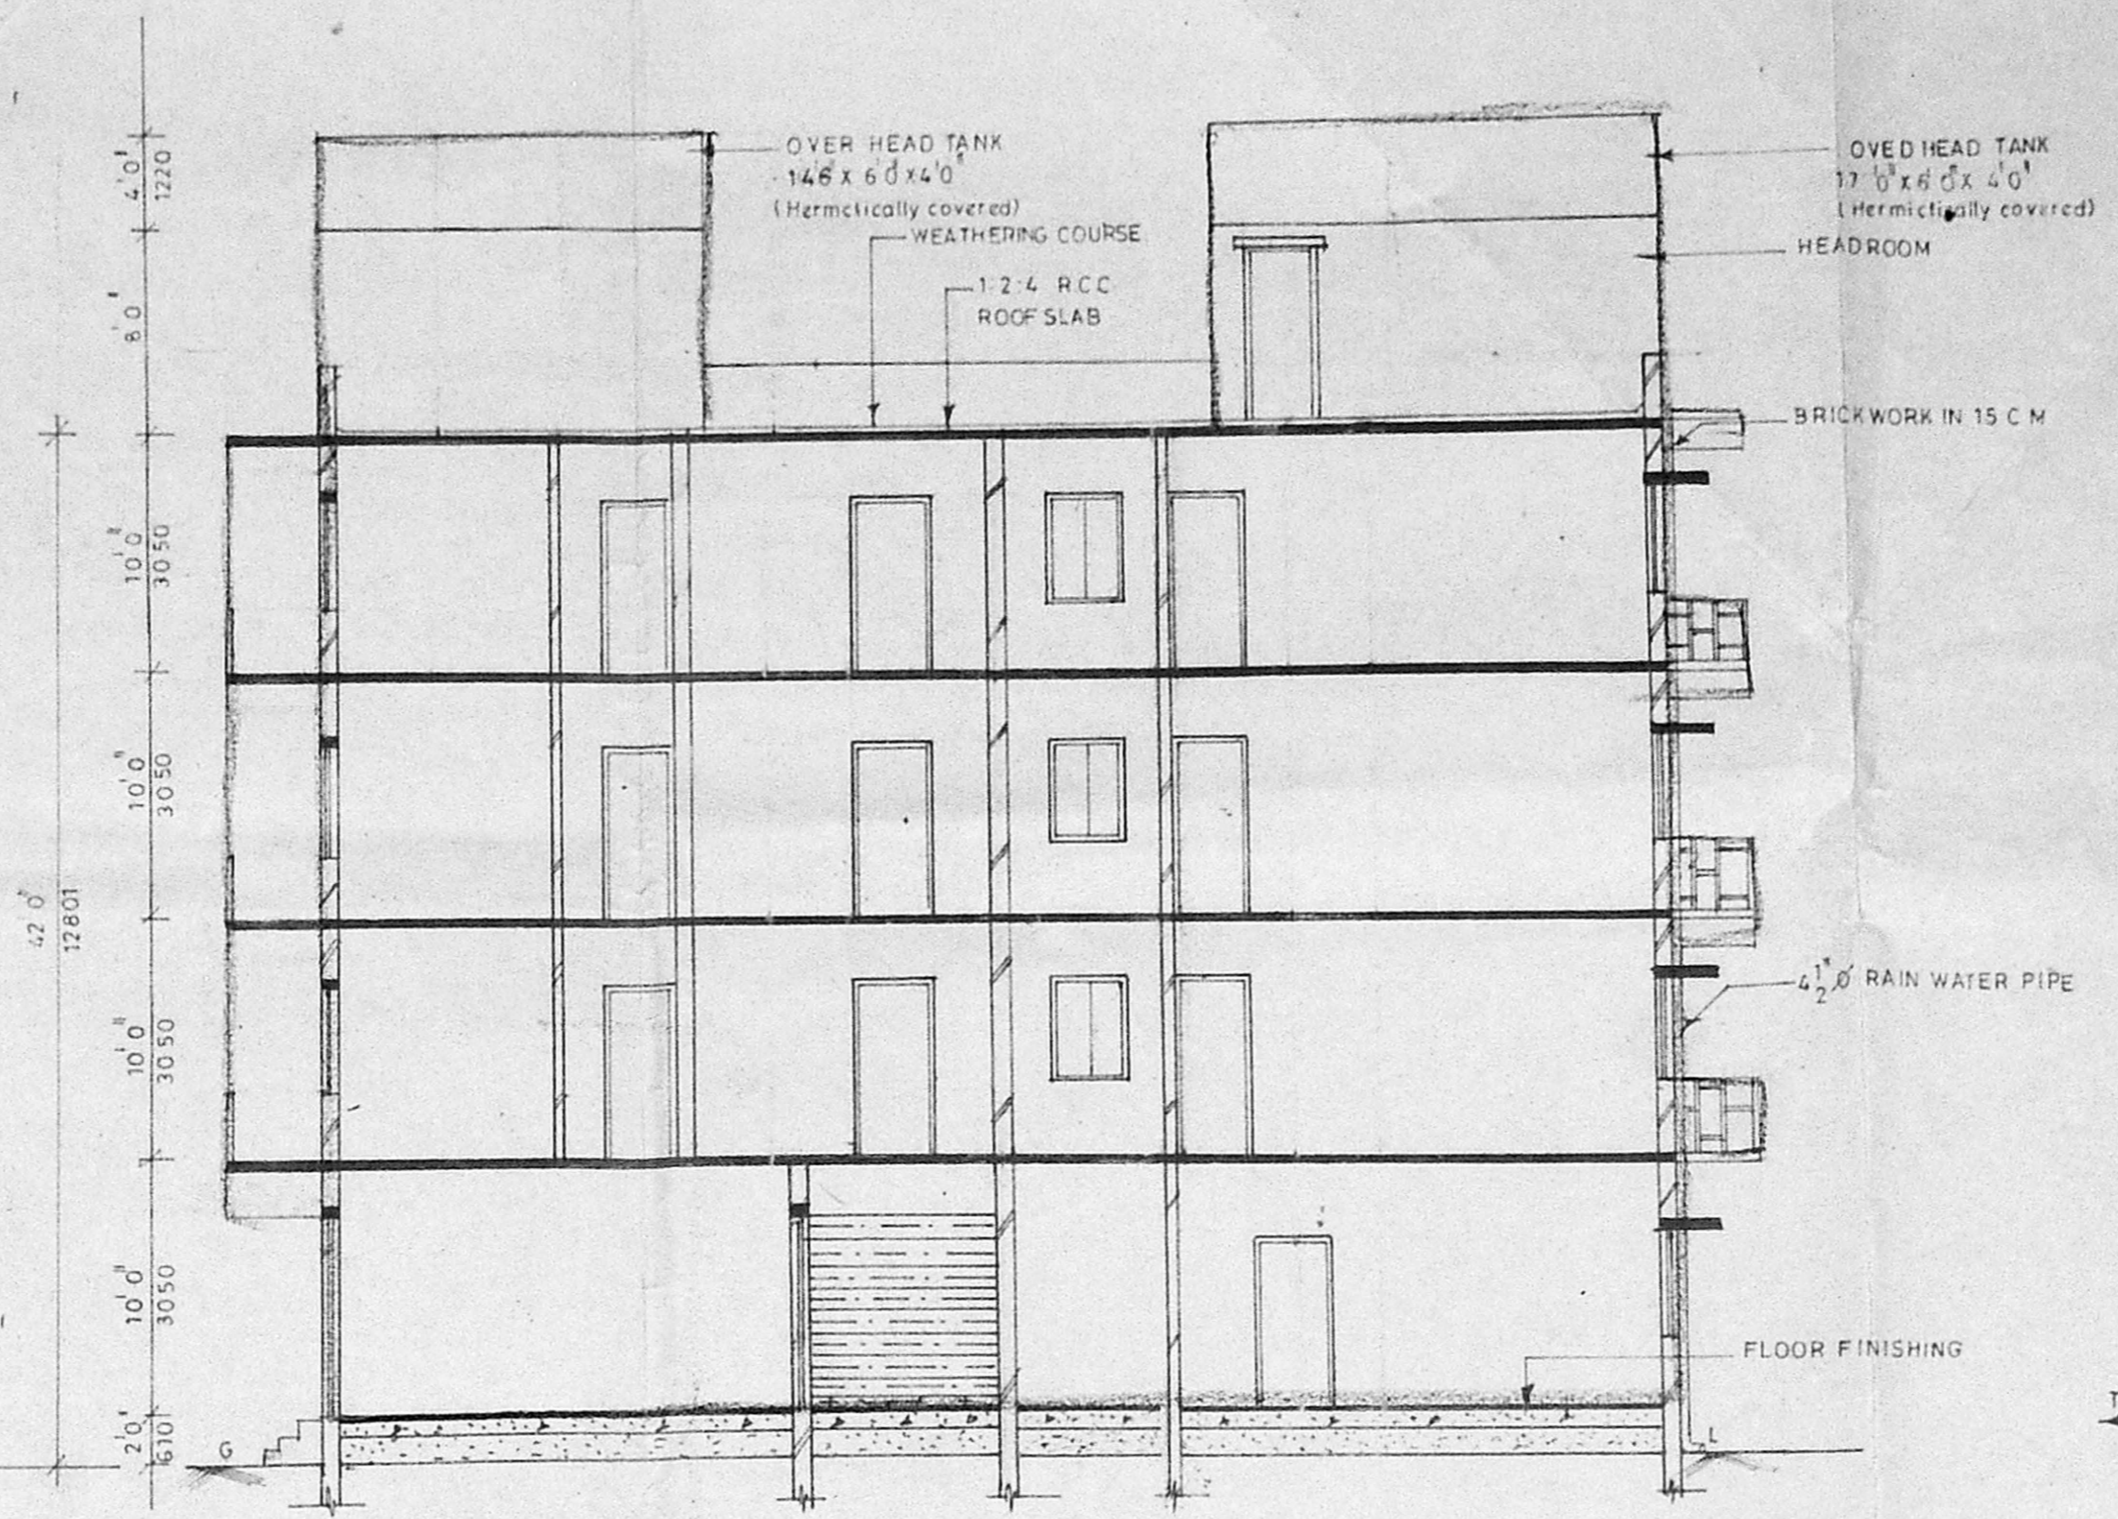 OVER HEAD TANK
14'6" X 6'0" X 4'0"
(Hermetically covered)
WEATHERING COURSE
1:2:4 R.C.C
ROOF SLAB
OVED HEAD TANK
17'0" X 6'0" X 4'0"
(Hermictically covered)
HEADROOM
BRICKWORK IN 15 C M
4'0"
1220
8'0"
10'0"
3050
10'0"
3050
42'0"
12801
10'0"
3050
4 1/2" Ø RAIN WATER PIPE
10'0"
3050
FLOOR FINISHING
2'0"
610
G
L